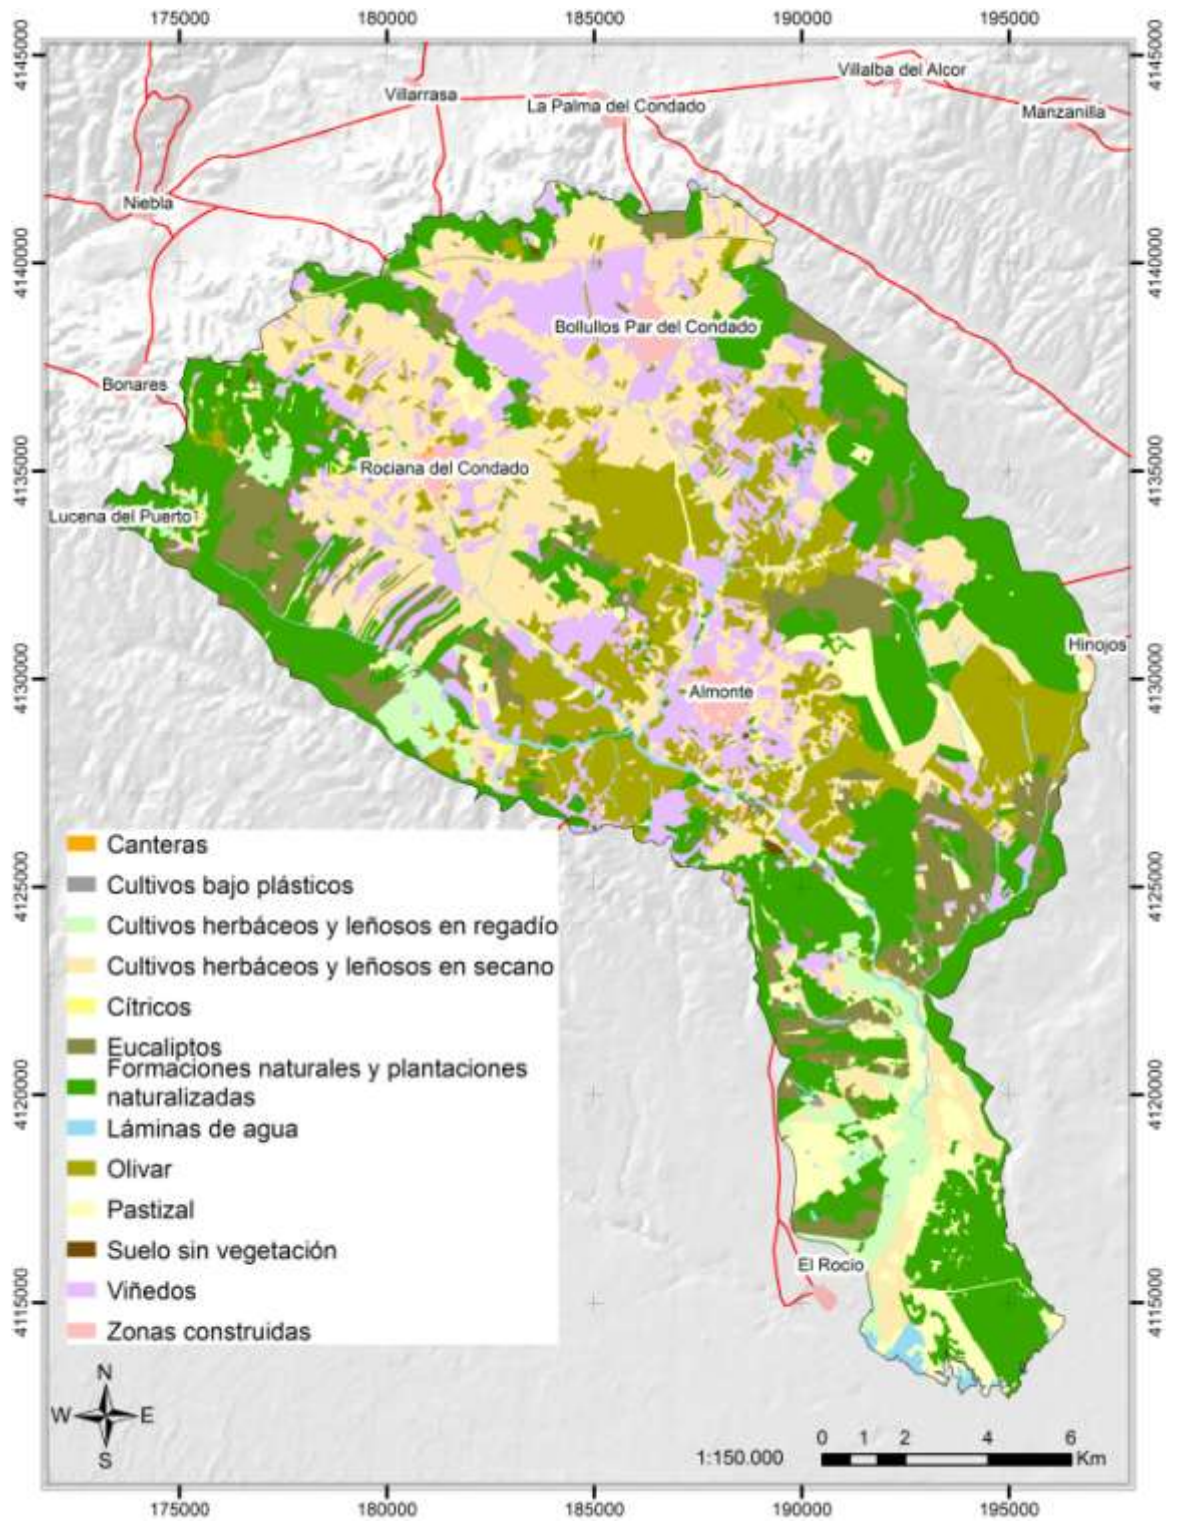 175000 180000 185000 190000 195000
4145000
4145000
Villalba del Alcor
Villarrasa
La Palma del Condado
Manzanilla
Niebla
4140000
4140000
Bollullos Par del Condado
Bonares
4135000
4135000
Rociana del Condado
Lucena del Puerto
Hinojos
4130000
4130000
Almonte
4125000
4125000
Canteras
Cultivos bajo plásticos
Cultivos herbáceos y leñosos en regadío
Cultivos herbáceos y leñosos en secano
Cítricos
Eucaliptos
Formaciones naturales y plantaciones
naturalizadas
Láminas de agua
Olivar
Pastizal
Suelo sin vegetación
Viñedos
Zonas construidas
4120000
4120000
El Rocío
4115000
4115000
N
W E
S
1:150.000
0 1 2 4 6
Km
175000 180000 185000 190000 195000